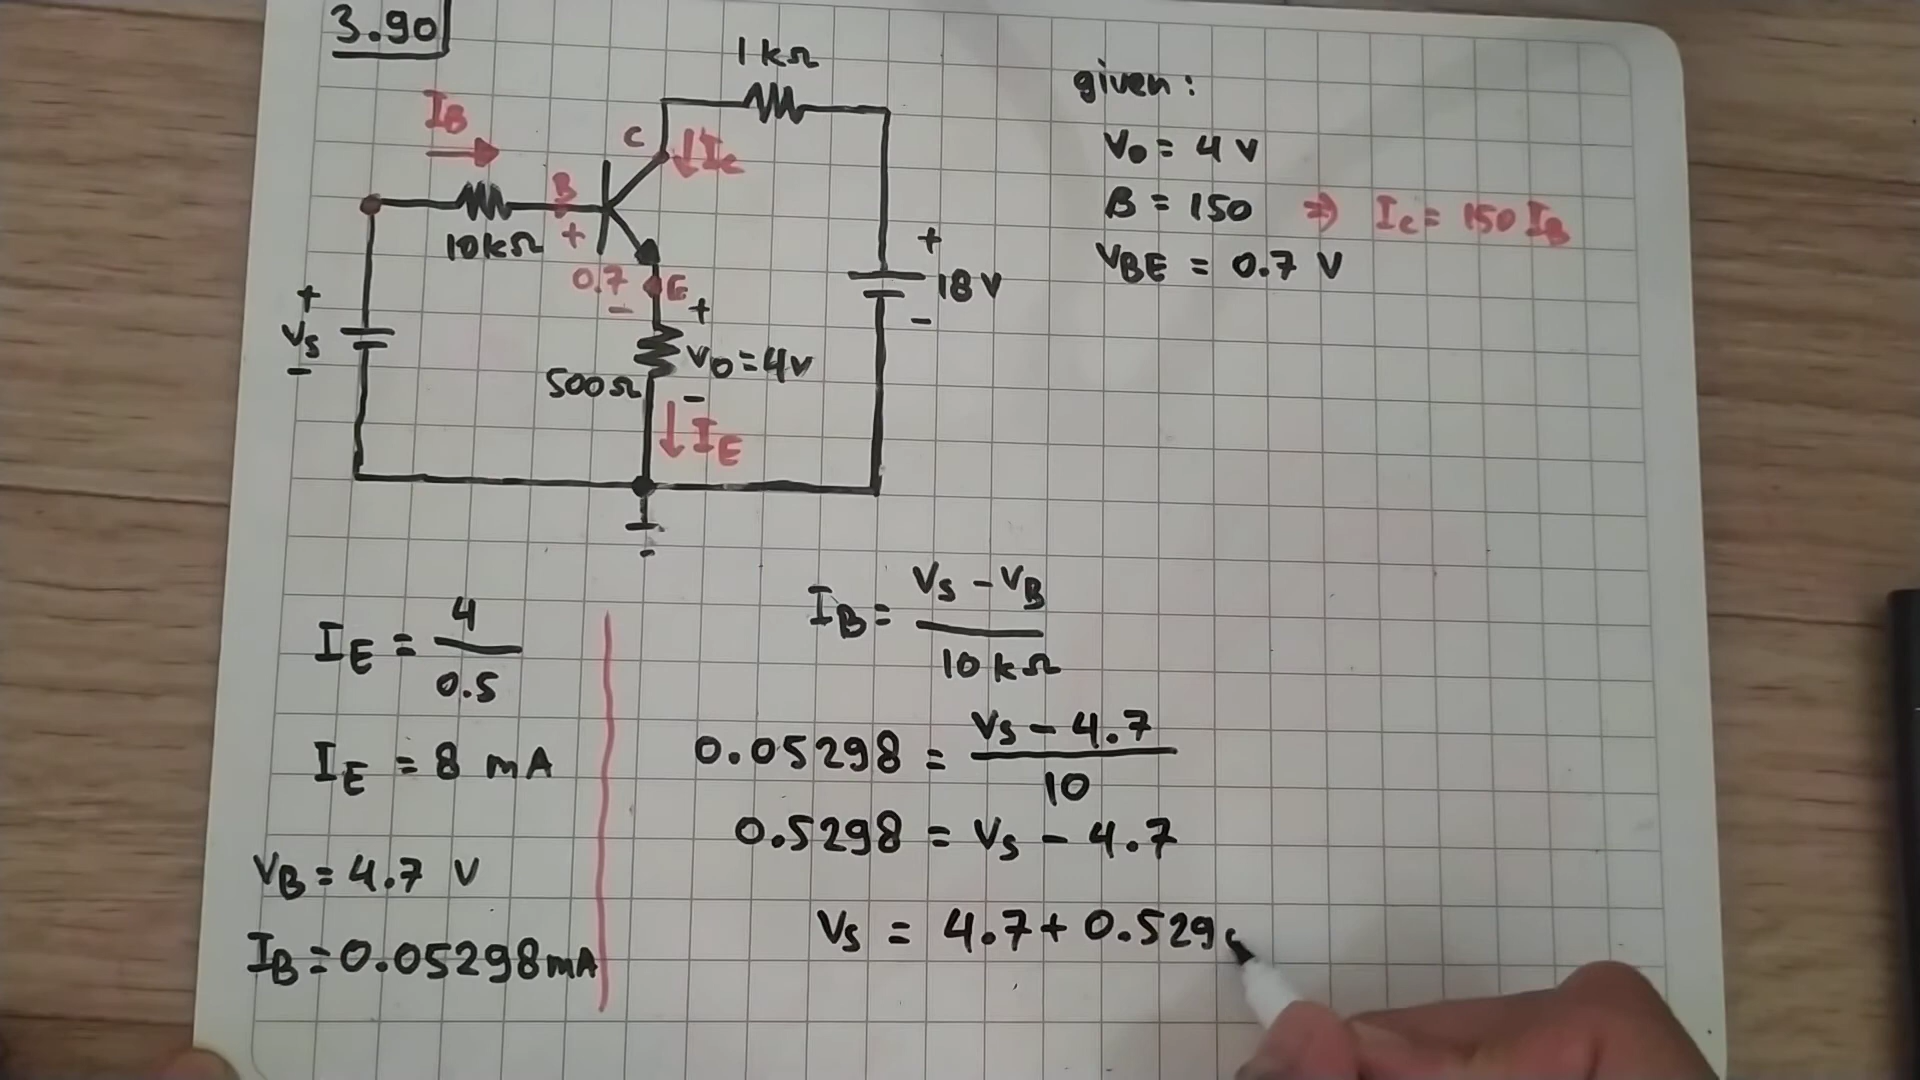 3.90
1kΩ
given:
IB
C
↓Ic
Vo = 4 V
B
B = 150 ⇒ Ic = 150 IB
10kΩ
+
+
VBE = 0.7 V
0.7
E
-
+
18V
-
+
Vs
-
Vo = 4V
500Ω
-
↓IE
IE = 4 / 0.5
IE = 8 mA
VB = 4.7 V
IB = 0.05298mA
IB = Vs - VB / 10kΩ
0.05298 = Vs - 4.7 / 10
0.5298 = Vs - 4.7
Vs = 4.7 + 0.529